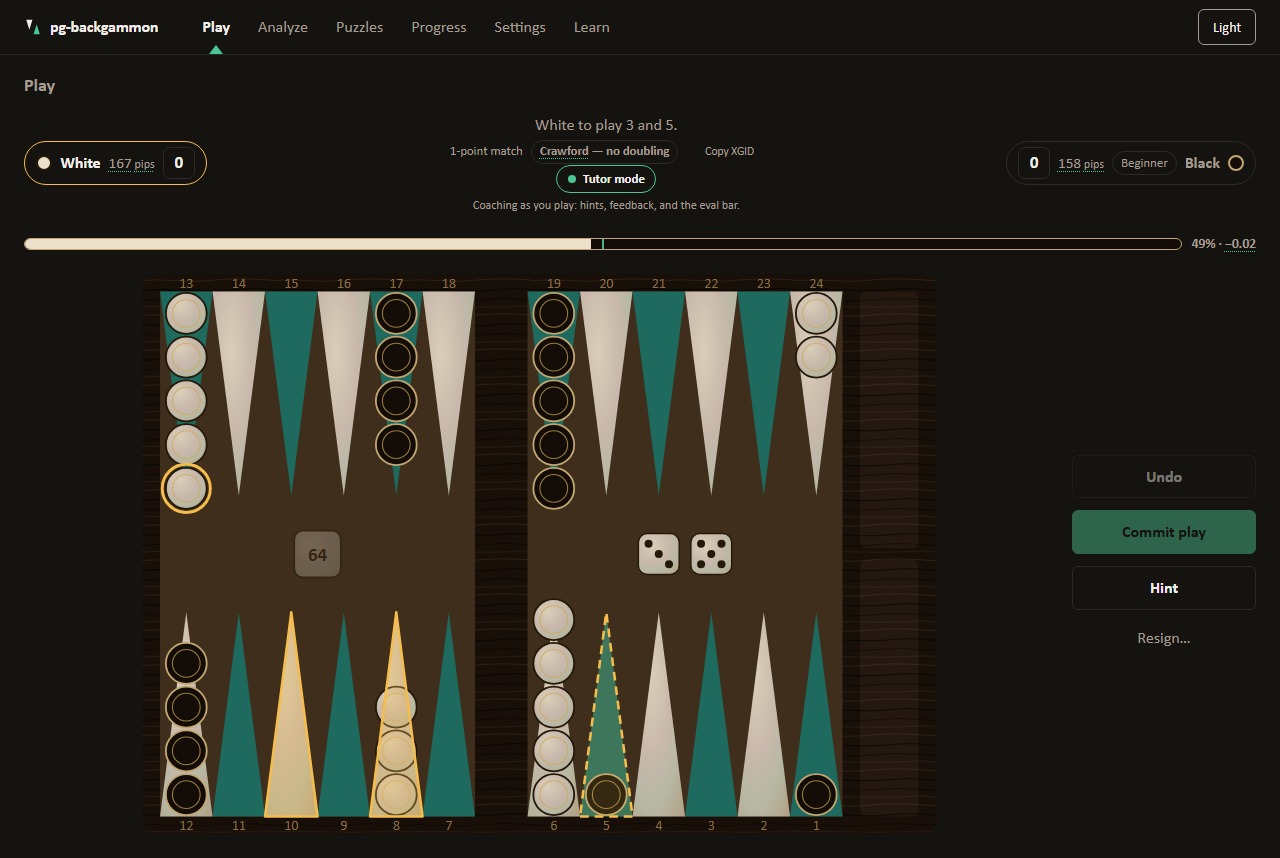 pg-backgammon Play Analyze Puzzles Progress Settings Learn Light
Play
White to play 3 and 5.
White 167 pips 0
1-point match Crawford — no doubling Copy XGID
0 158 pips Beginner Black
Tutor mode
Coaching as you play: hints, feedback, and the eval bar.
49% · −0.02
13 14 15 16 17 18 19 20 21 22 23 24
64
Undo
Commit play
Hint
Resign...
12 11 10 9 8 7 6 5 4 3 2 1